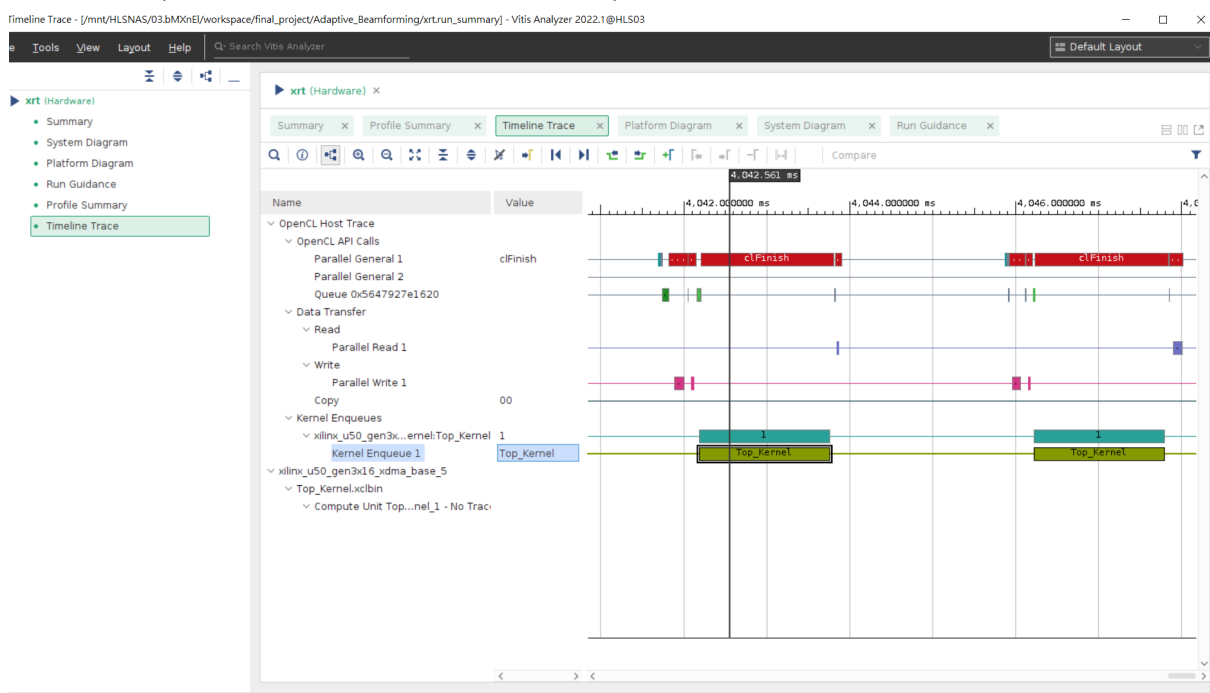 Timeline Trace - [/mnt/HLSNAS/03.bMXnEl/workspace/final_project/Adaptive_Beamforming/xrt.run_summary] - Vitis Analyzer 2022.1@HLS03
e Tools View Layout Help Q- Search Vitis Analyzer Default Layout
xrt (Hardware)
Summary
System Diagram
Platform Diagram
Run Guidance
Profile Summary
Timeline Trace
xrt (Hardware) ×
Summary × Profile Summary × Timeline Trace × Platform Diagram × System Diagram × Run Guidance ×
Compare
4,042.561 ms
Name Value 4,042.000000 ms 4,044.000000 ms 4,046.000000 ms
OpenCL Host Trace
OpenCL API Calls
Parallel General 1 clFinish ... clFinish .. clFinish ..
Parallel General 2
Queue 0x5647927e1620
Data Transfer
Read
Parallel Read 1
Write
Parallel Write 1
Copy 00
Kernel Enqueues
xilinx_u50_gen3x...ernel:Top_Kernel 1 1 1
Kernel Enqueue 1 Top_Kernel Top_Kernel Top_Kernel
xilinx_u50_gen3x16_xdma_base_5
Top_Kernel.xclbin
Compute Unit Top...nel_1 - No Trac